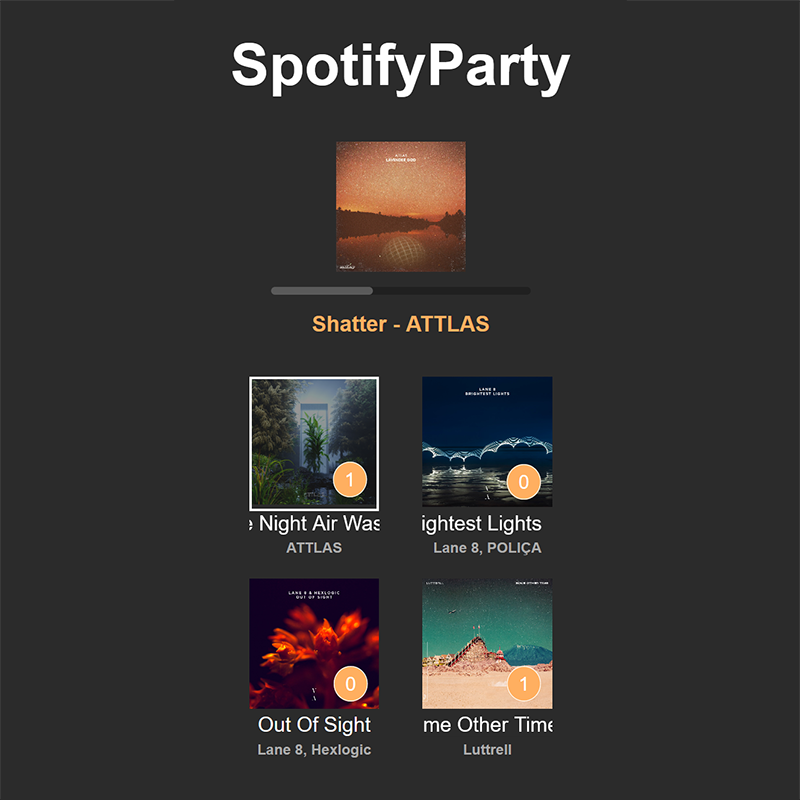 SpotifyParty
ATTLAS
LAVENDER GOD
Shatter - ATTLAS
1
e Night Air Was
ATTLAS
LANE 8
BRIGHTEST LIGHTS
0
ightest Lights
Lane 8, POLIÇA
LANE 8 & HEXLOGIC
OUT OF SIGHT
0
Out Of Sight
Lane 8, Hexlogic
LUTTRELL
SOME OTHER TIME
1
me Other Time
Luttrell